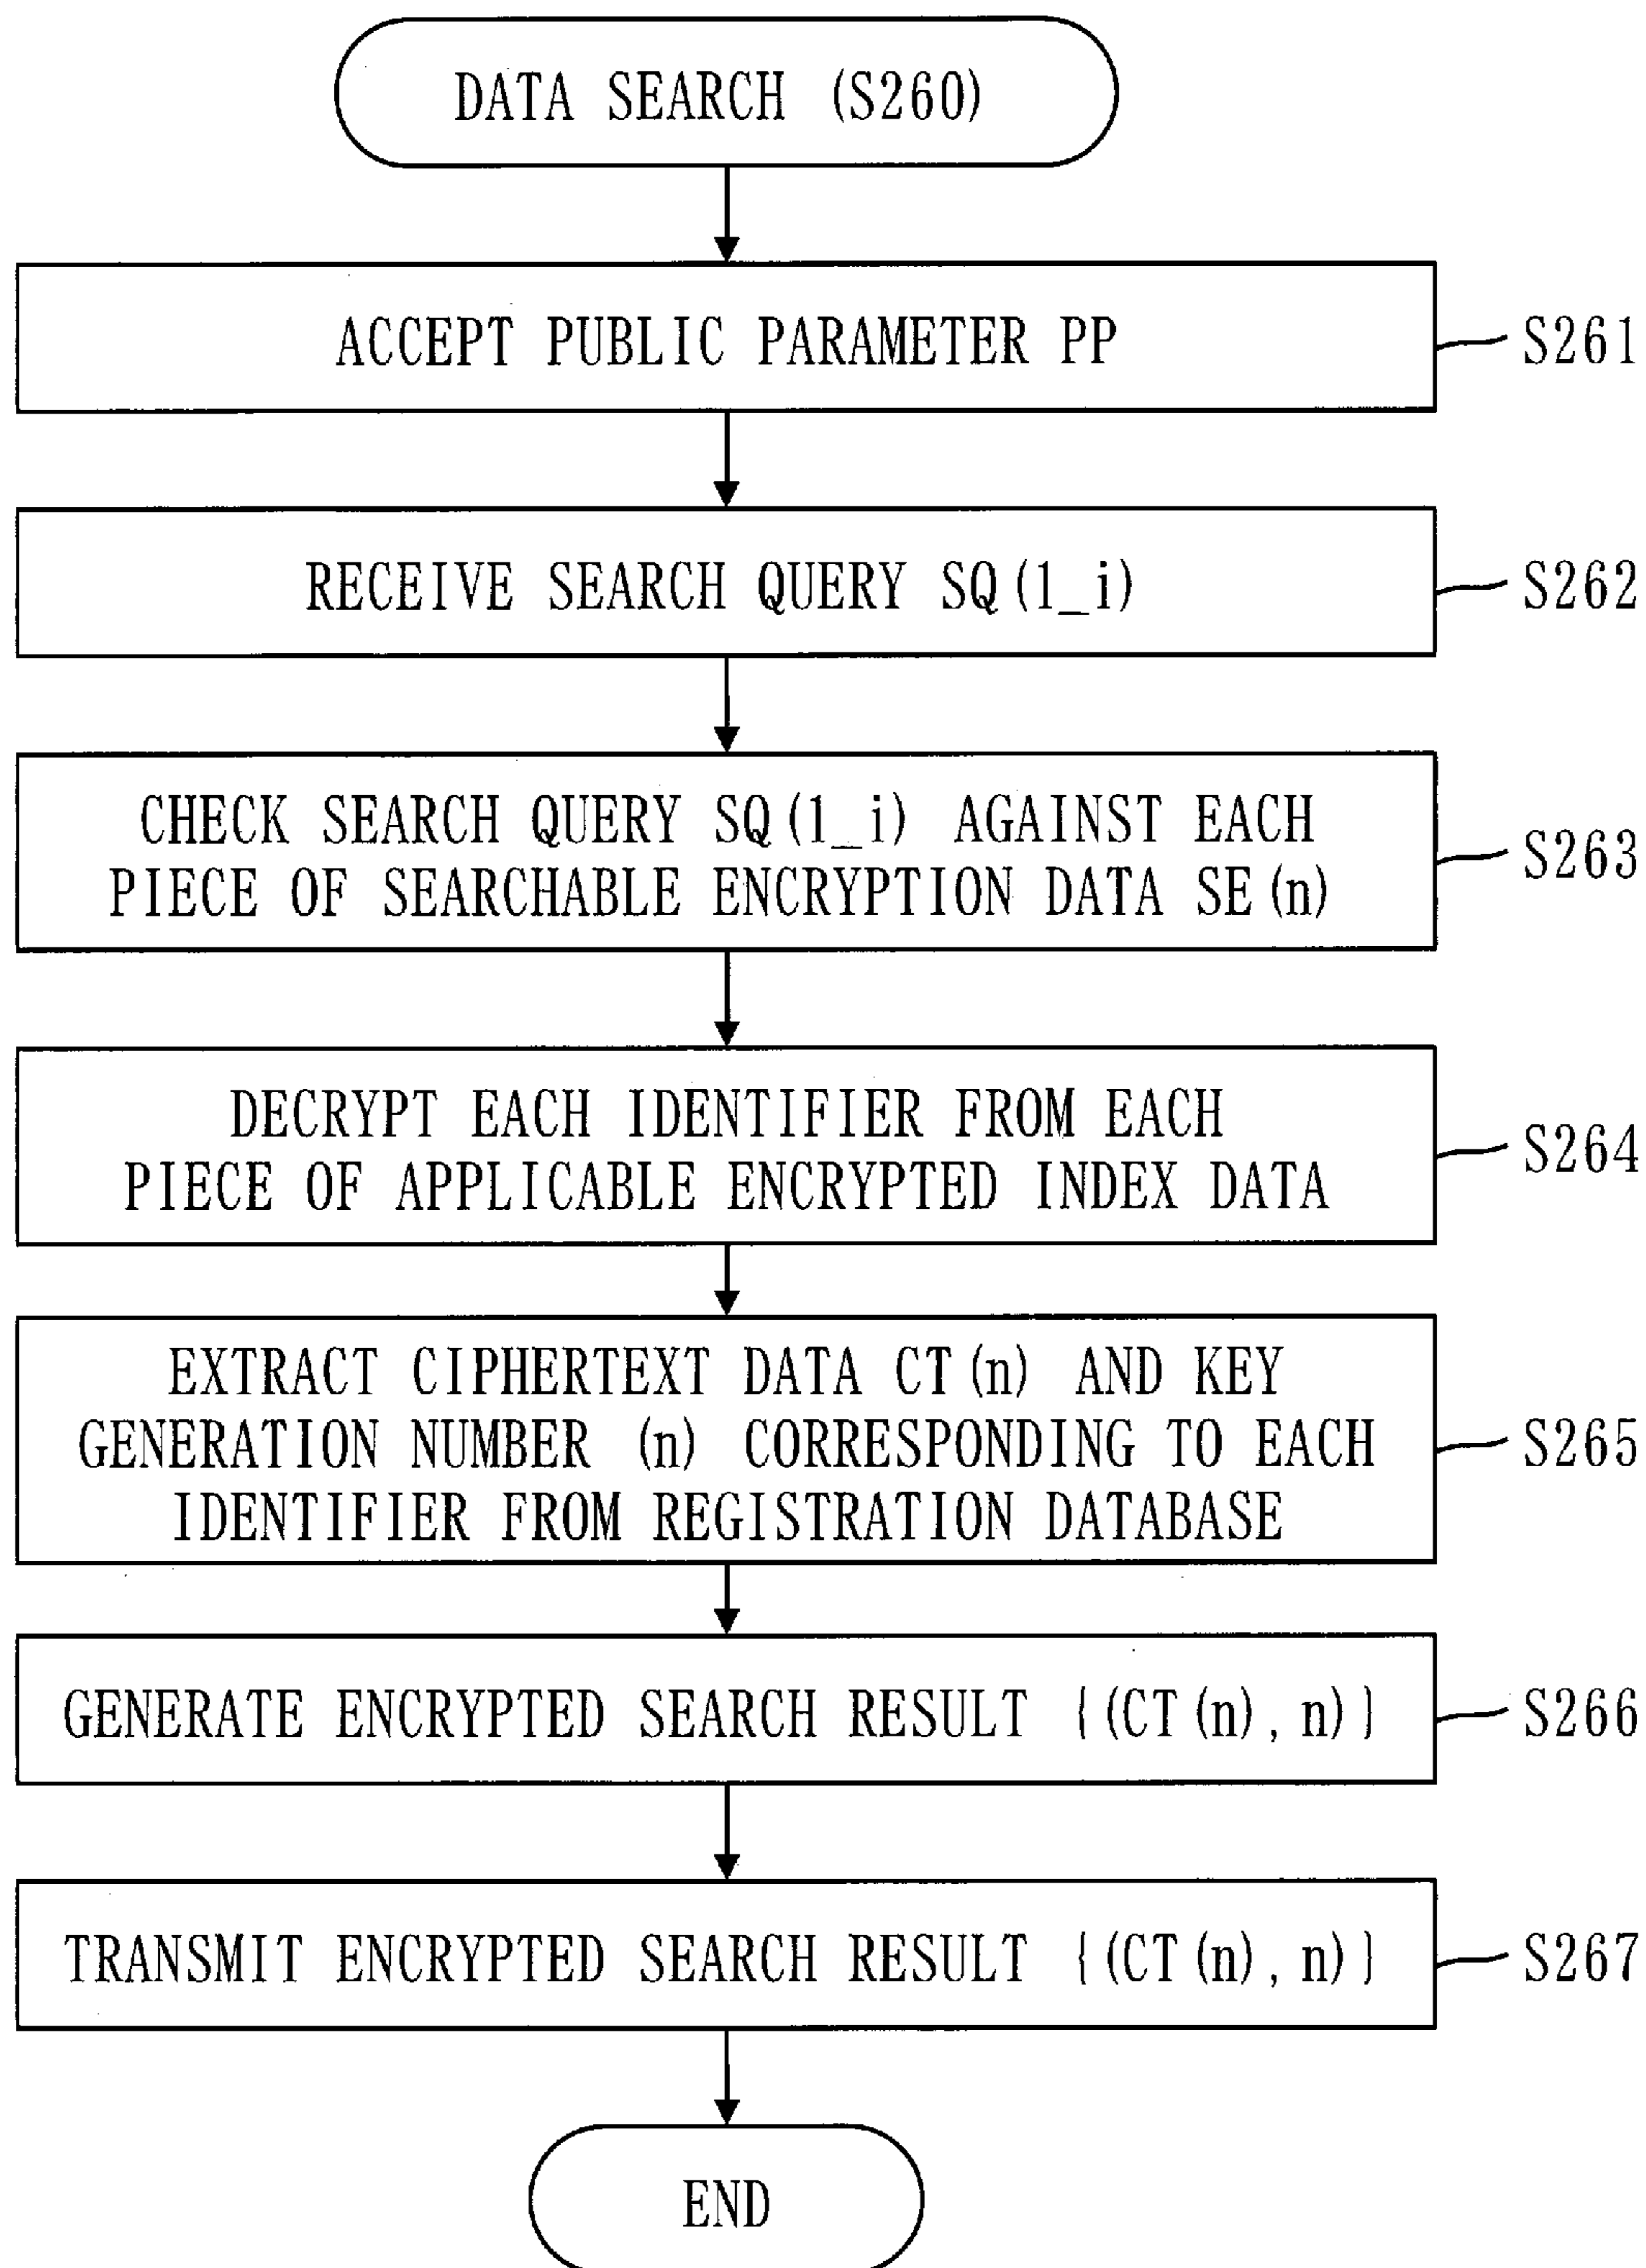 DATA SEARCH (S260)
ACCEPT PUBLIC PARAMETER PP
S261
RECEIVE SEARCH QUERY SQ(1_i)
S262
CHECK SEARCH QUERY SQ(1_i) AGAINST EACH
PIECE OF SEARCHABLE ENCRYPTION DATA SE(n)
S263
DECRYPT EACH IDENTIFIER FROM EACH
PIECE OF APPLICABLE ENCRYPTED INDEX DATA
S264
EXTRACT CIPHERTEXT DATA CT(n) AND KEY
GENERATION NUMBER (n) CORRESPONDING TO EACH
IDENTIFIER FROM REGISTRATION DATABASE
S265
GENERATE ENCRYPTED SEARCH RESULT {(CT(n), n)}
S266
TRANSMIT ENCRYPTED SEARCH RESULT {(CT(n), n)}
S267
END